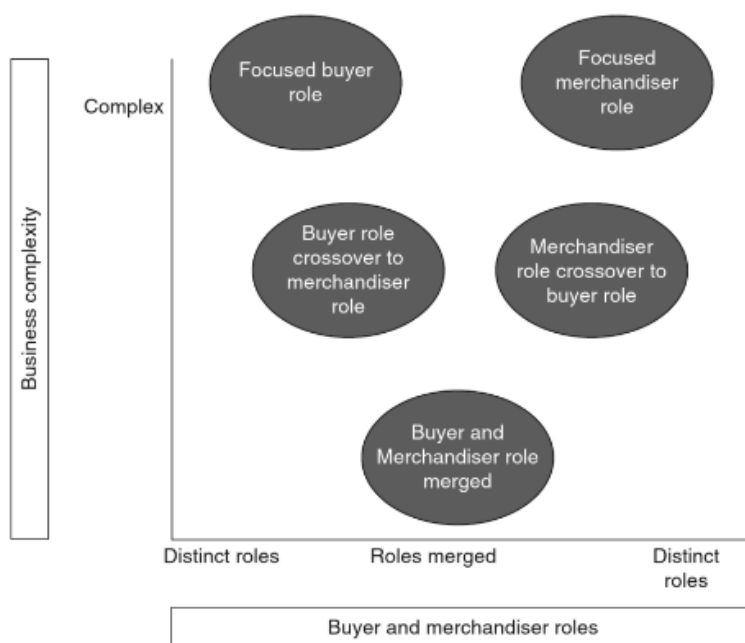 Focused buyer
role
Focused
merchandiser
role
Complex
Business complexity
Buyer role
crossover to
merchandiser
role
Merchandiser
role crossover to
buyer role
Buyer and
Merchandiser role
merged
Distinct roles
Roles merged
Distinct
roles
Buyer and merchandiser roles